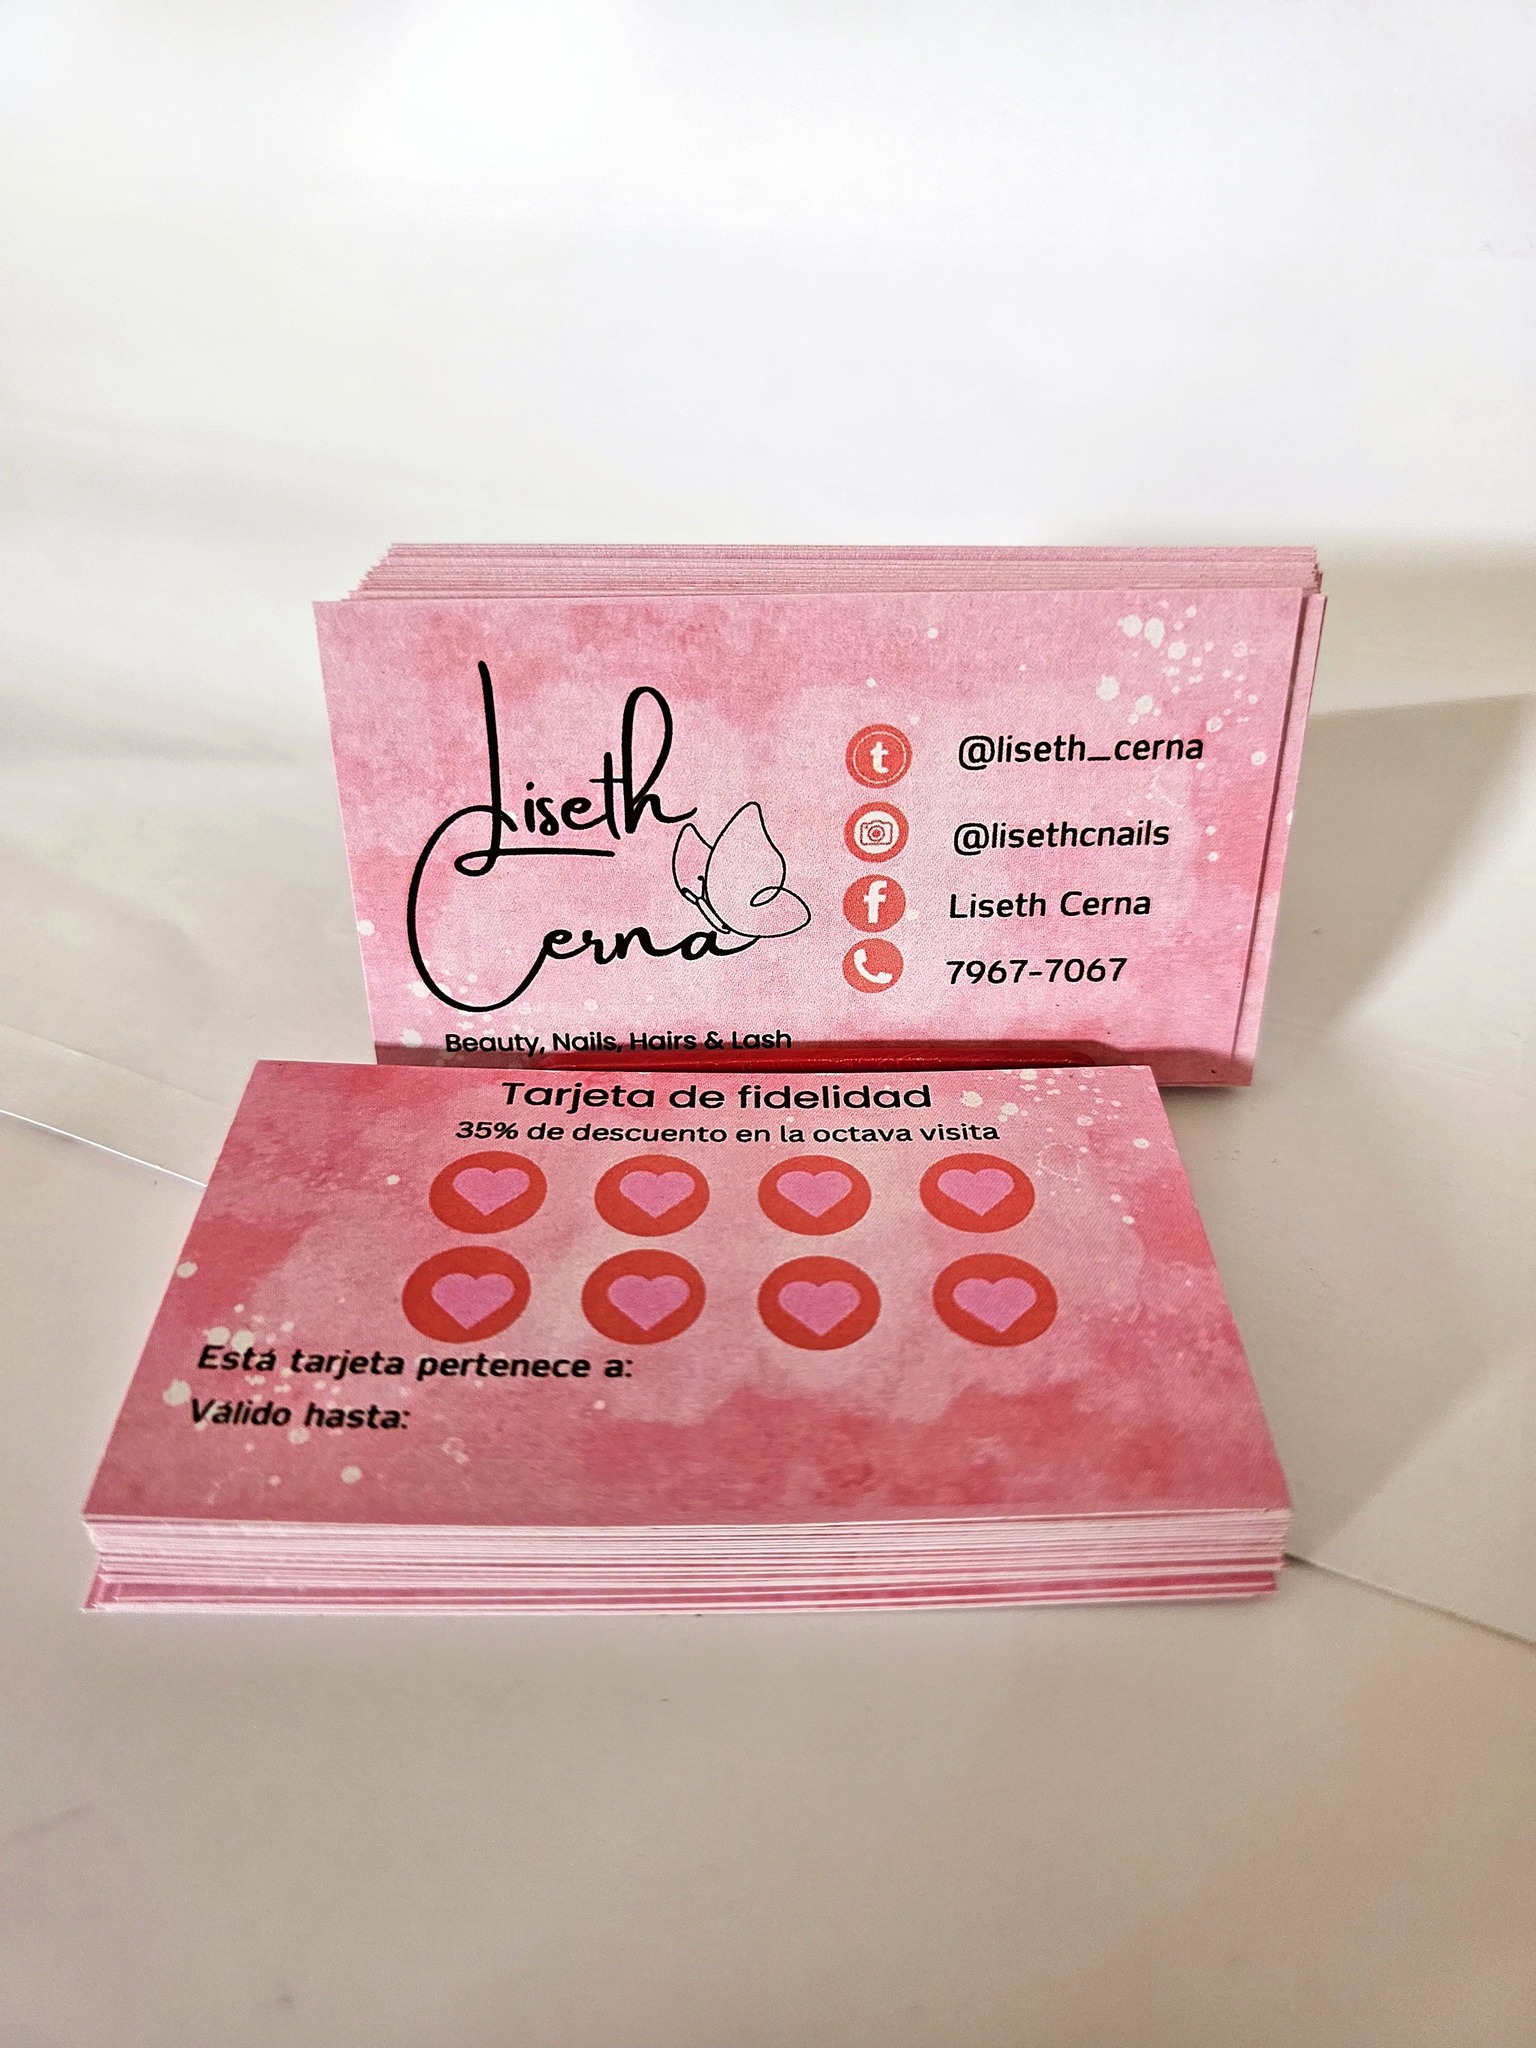 Liseth
Cerna
Beauty, Nails, Hairs & Lash
t
@liseth_cerna
@lisethcnails
f
Liseth Cerna
7967-7067
Tarjeta de fidelidad
35% de descuento en la octava visita
Está tarjeta pertenece a:
Válido hasta: